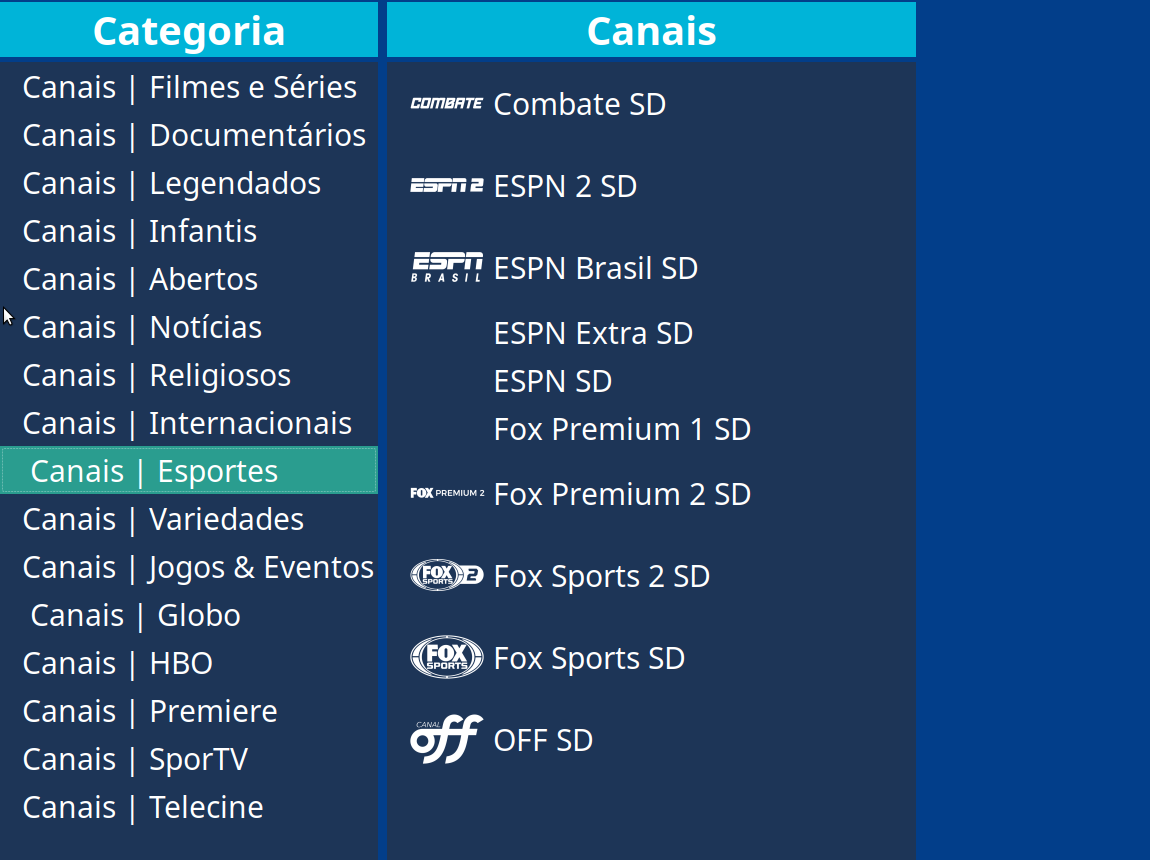 Categoria
Canais | Filmes e Séries
Canais | Documentários
Canais | Legendados
Canais | Infantis
Canais | Abertos
Canais | Notícias
Canais | Religiosos
Canais | Internacionais
Canais | Esportes
Canais | Variedades
Canais | Jogos & Eventos
Canais | Globo
Canais | HBO
Canais | Premiere
Canais | SporTV
Canais | Telecine
Canais
COMBATE Combate SD
ESPN 2 ESPN 2 SD
ESPN
BRASIL
ESPN Brasil SD
ESPN Extra SD
ESPN SD
Fox Premium 1 SD
FOX PREMIUM 2 Fox Premium 2 SD
FOX 2
SPORTS
Fox Sports 2 SD
FOX
SPORTS
Fox Sports SD
CANAL
off
OFF SD